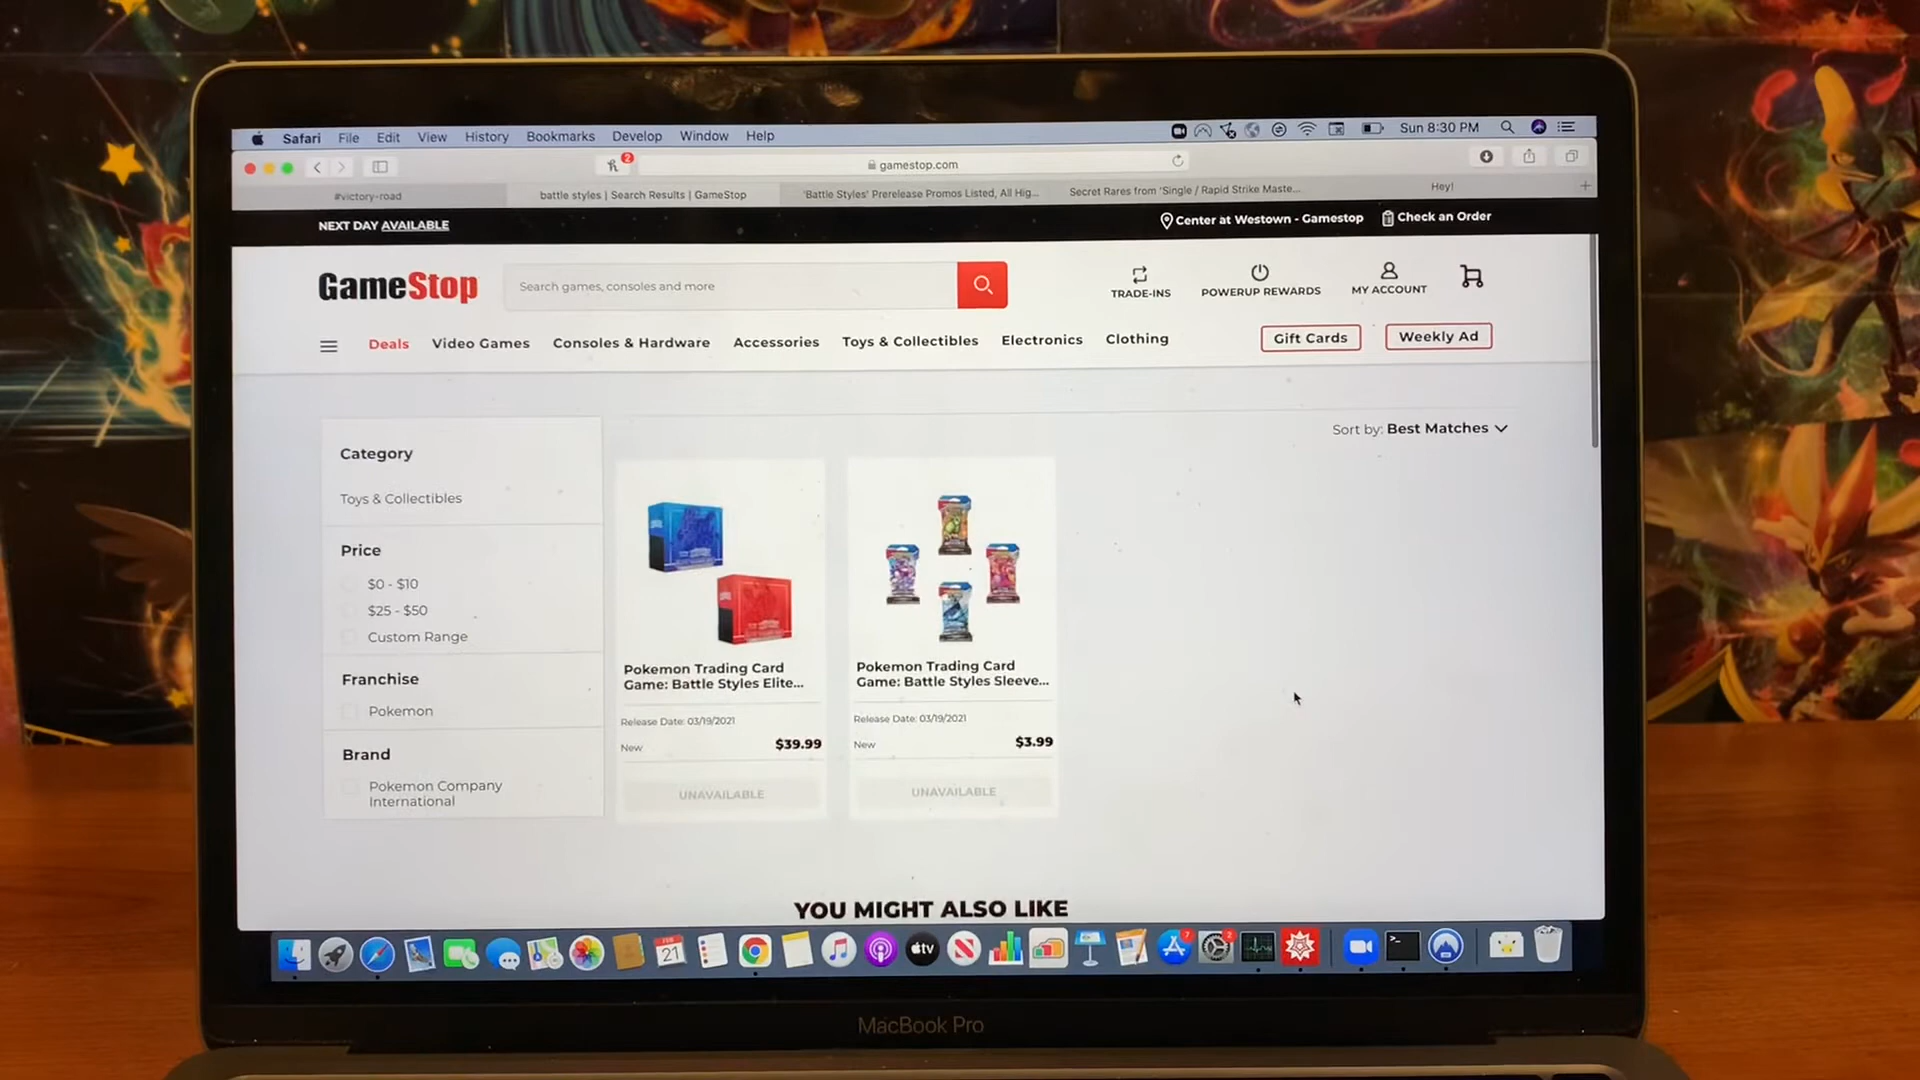 Safari File Edit View History Bookmarks Develop Window Help
Sun 8:30 PM
2
gamestop.com
#victory-road
battle styles | Search Results | GameStop
'Battle Styles' Prerelease Promos Listed, All Hig...
Secret Rares from 'Single / Rapid Strike Maste...
Hey!
NEXT DAY AVAILABLE
Center at Westown - Gamestop
Check an Order
GameStop
Search games, consoles and more
TRADE-INS
POWERUP REWARDS
MY ACCOUNT
Deals
Video Games
Consoles & Hardware
Accessories
Toys & Collectibles
Electronics
Clothing
Gift Cards
Weekly Ad
Sort by: Best Matches
Category
Toys & Collectibles
Price
$0 - $10
$25 - $50
Custom Range
Franchise
Pokemon
Brand
Pokemon Company
International
Pokemon Trading Card
Game: Battle Styles Elite...
Release Date: 03/19/2021
New
$39.99
UNAVAILABLE
Pokemon Trading Card
Game: Battle Styles Sleeve...
Release Date: 03/19/2021
New
$3.99
UNAVAILABLE
YOU MIGHT ALSO LIKE
FEB
21
tv
7
2
MacBook Pro